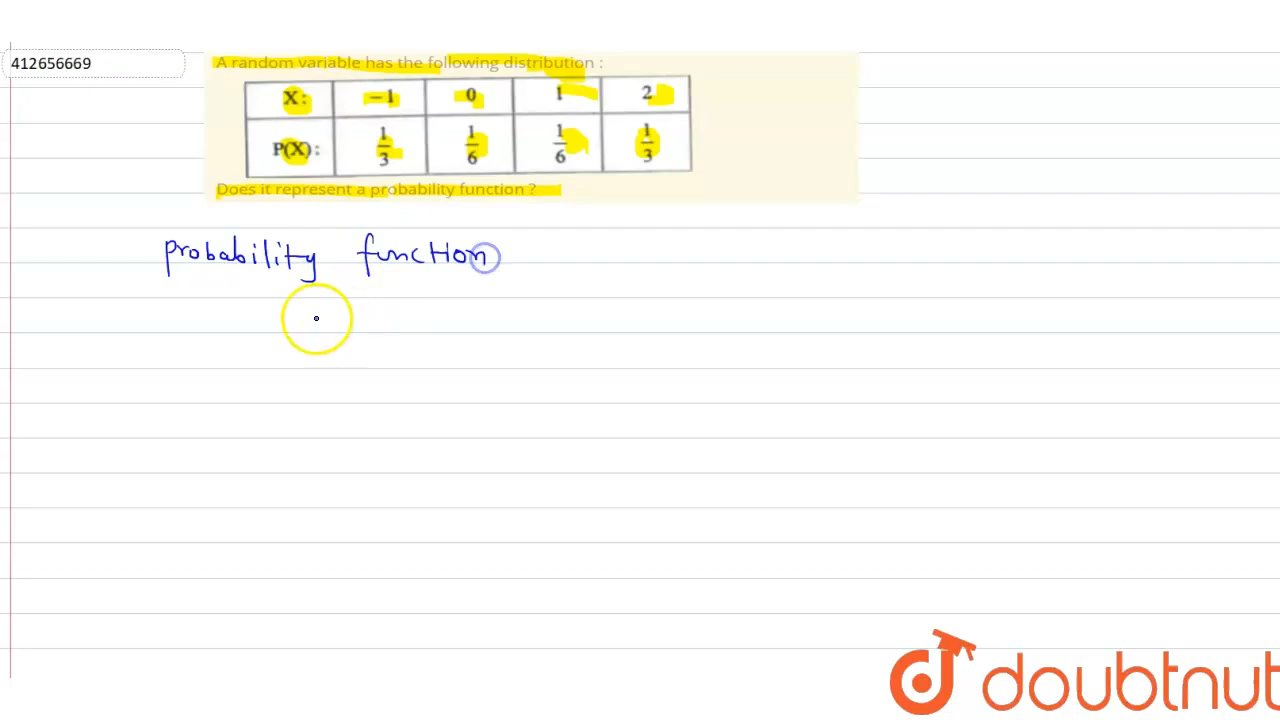 412656669
A random variable has the following distribution :
X: −1 0 1 2
P(X): 1/3 1/6 1/6 1/3
Does it represent a probability function ?
probability function
doubtnut